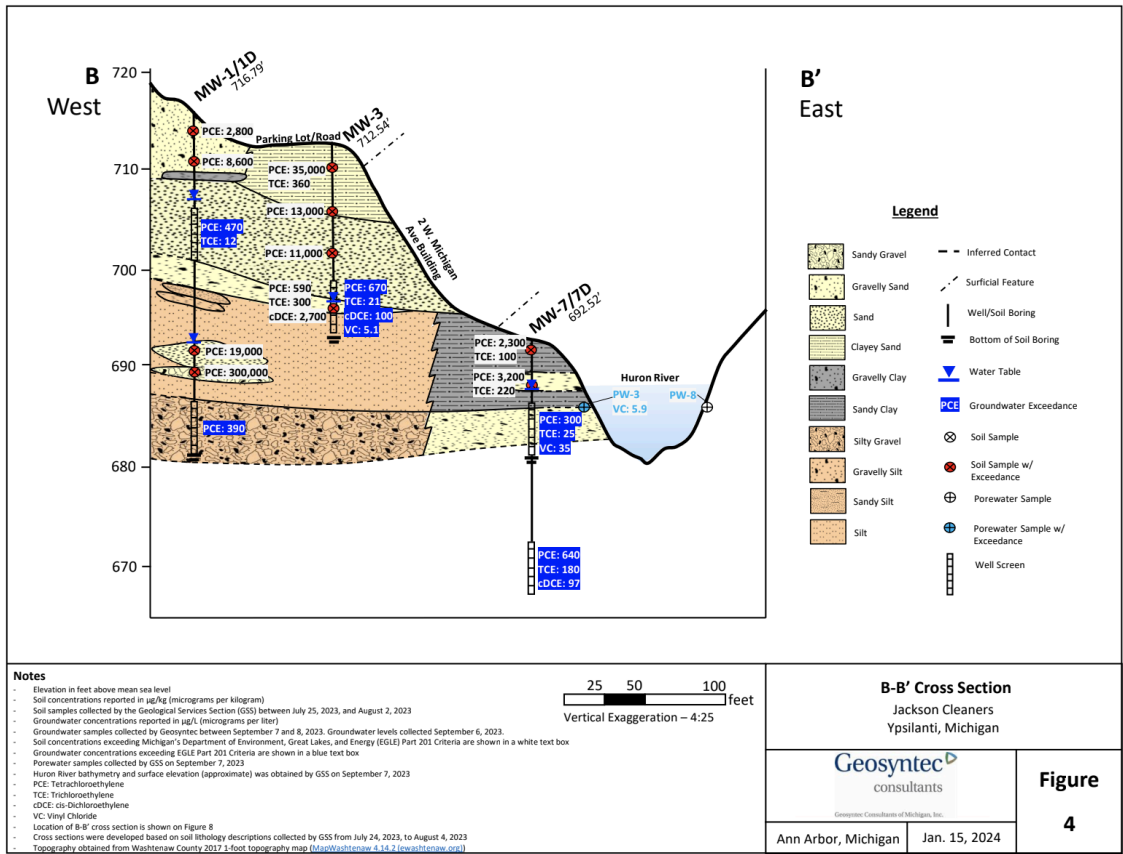 B
West
B’
East
720
710
700
690
680
670
MW-1/1D
716.79’
MW-3
712.54’
MW-7/7D
692.52’
Parking Lot/Road
2 W. Michigan
Ave Building
Huron River
PCE: 2,800
PCE: 8,600
PCE: 470
TCE: 12
PCE: 19,000
PCE: 300,000
PCE: 390
PCE: 35,000
TCE: 360
PCE: 13,000
PCE: 11,000
PCE: 590
TCE: 300
cDCE: 2,700
PCE: 670
TCE: 21
cDCE: 100
VC: 5.1
PCE: 2,300
TCE: 100
PCE: 3,200
TCE: 220
PCE: 300
TCE: 25
VC: 35
PCE: 640
TCE: 180
cDCE: 97
PW-3
VC: 5.9
PW-8
Legend
Sandy Gravel
Gravelly Sand
Sand
Clayey Sand
Gravelly Clay
Sandy Clay
Silty Gravel
Gravelly Silt
Sandy Silt
Silt
Inferred Contact
Surficial Feature
Well/Soil Boring
Bottom of Soil Boring
Water Table
PCE Groundwater Exceedance
Soil Sample
Soil Sample w/
Exceedance
Porewater Sample
Porewater Sample w/
Exceedance
Well Screen
Notes
- Elevation in feet above mean sea level
- Soil concentrations reported in µg/kg (micrograms per kilogram)
- Soil samples collected by the Geological Services Section (GSS) between July 25, 2023, and August 2, 2023
- Groundwater concentrations reported in µg/L (micrograms per liter)
- Groundwater samples collected by Geosyntec between September 7 and 8, 2023. Groundwater levels collected September 6, 2023.
- Soil concentrations exceeding Michigan’s Department of Environment, Great Lakes, and Energy (EGLE) Part 201 Criteria are shown in a white text box
- Groundwater concentrations exceeding EGLE Part 201 Criteria are shown in a blue text box
- Porewater samples collected by GSS on September 7, 2023
- Huron River bathymetry and surface elevation (approximate) was obtained by GSS on September 7, 2023
- PCE: Tetrachloroethylene
- TCE: Trichloroethylene
- cDCE: cis-Dichloroethylene
- VC: Vinyl Chloride
- Location of B-B’ cross section is shown on Figure 8
- Cross sections were developed based on soil lithology descriptions collected by GSS from July 24, 2023, to August 4, 2023
- Topography obtained from Washtenaw County 2017 1-foot topography map (MapWashtenaw 4.14.2 (ewashtenaw.org))
25 50 100
feet
Vertical Exaggeration – 4:25
B-B’ Cross Section
Jackson Cleaners
Ypsilanti, Michigan
Geosyntec
consultants
Geosyntec Consultants of Michigan, Inc.
Ann Arbor, Michigan
Jan. 15, 2024
Figure
4